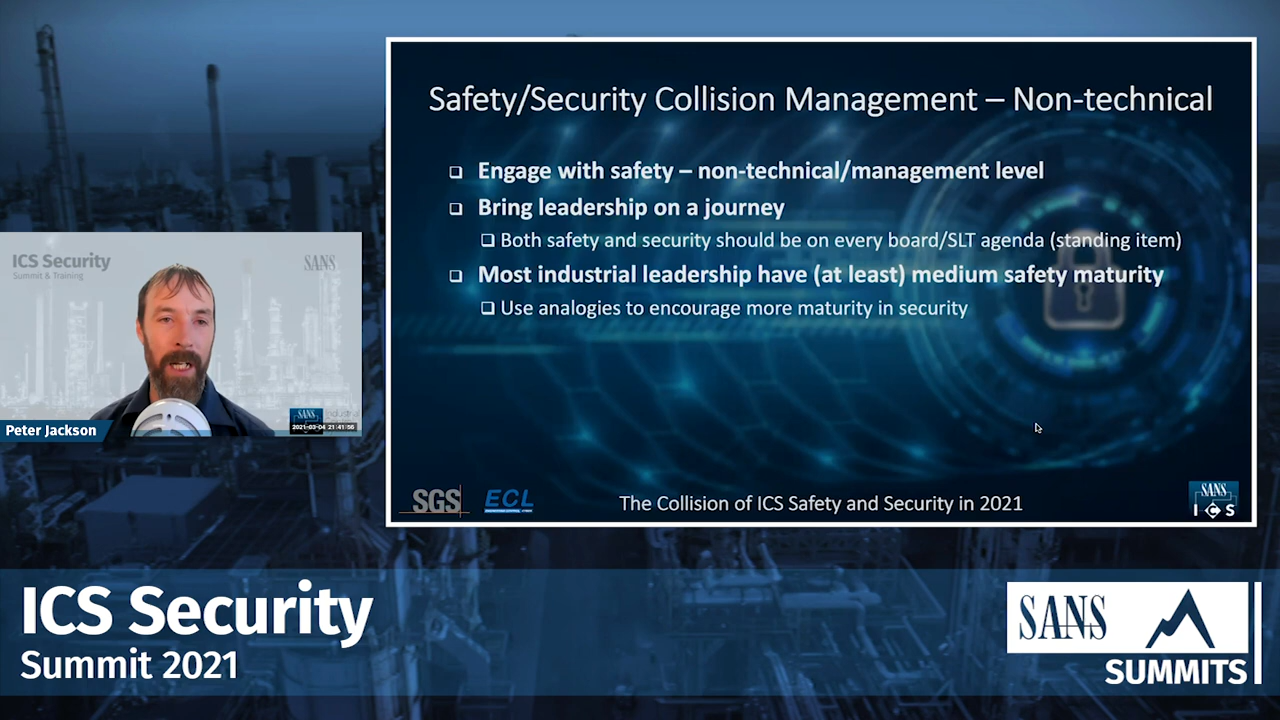 Safety/Security Collision Management – Non-technical
Engage with safety – non-technical/management level
Bring leadership on a journey
Both safety and security should be on every board/SLT agenda (standing item)
Most industrial leadership have (at least) medium safety maturity
Use analogies to encourage more maturity in security
SGS
ECL
The Collision of ICS Safety and Security in 2021
SANS
ICS
ICS Security
Summit & Training
SANS
SANS
Industrial
2021-03-04 21:41:56
Peter Jackson
ICS Security
Summit 2021
SANS
SUMMITS